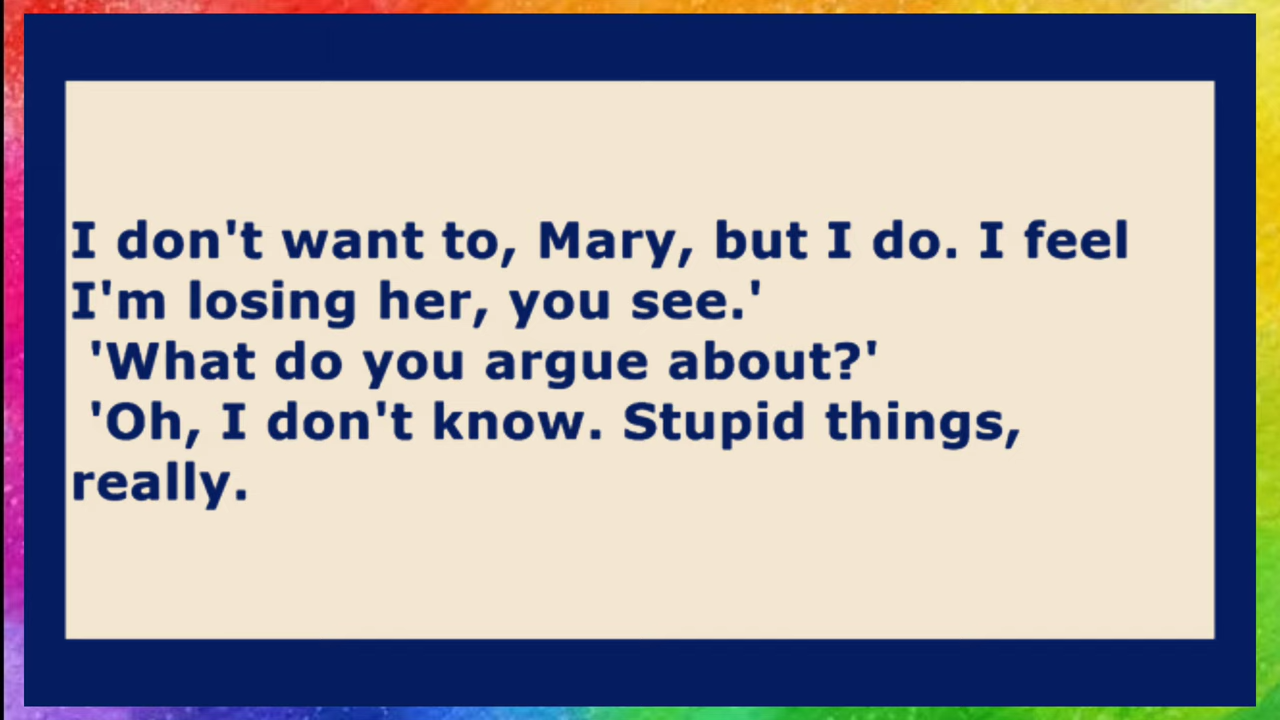 I don't want to, Mary, but I do. I feel
I'm losing her, you see.'
'What do you argue about?'
'Oh, I don't know. Stupid things,
really.